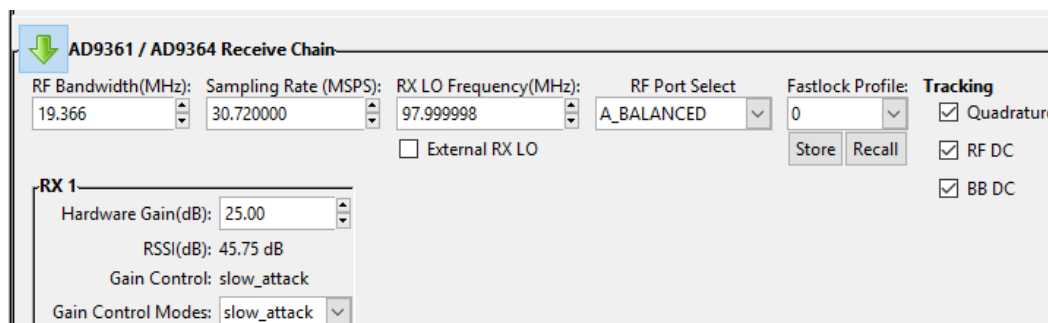 AD9361 / AD9364 Receive Chain
RF Bandwidth(MHz): Sampling Rate (MSPS): RX LO Frequency(MHz): RF Port Select Fastlock Profile: Tracking
19.366 30.720000 97.999998 A_BALANCED 0 Quadrature
External RX LO Store Recall RF DC
BB DC
RX 1
Hardware Gain(dB): 25.00
RSSI(dB): 45.75 dB
Gain Control: slow_attack
Gain Control Modes: slow_attack